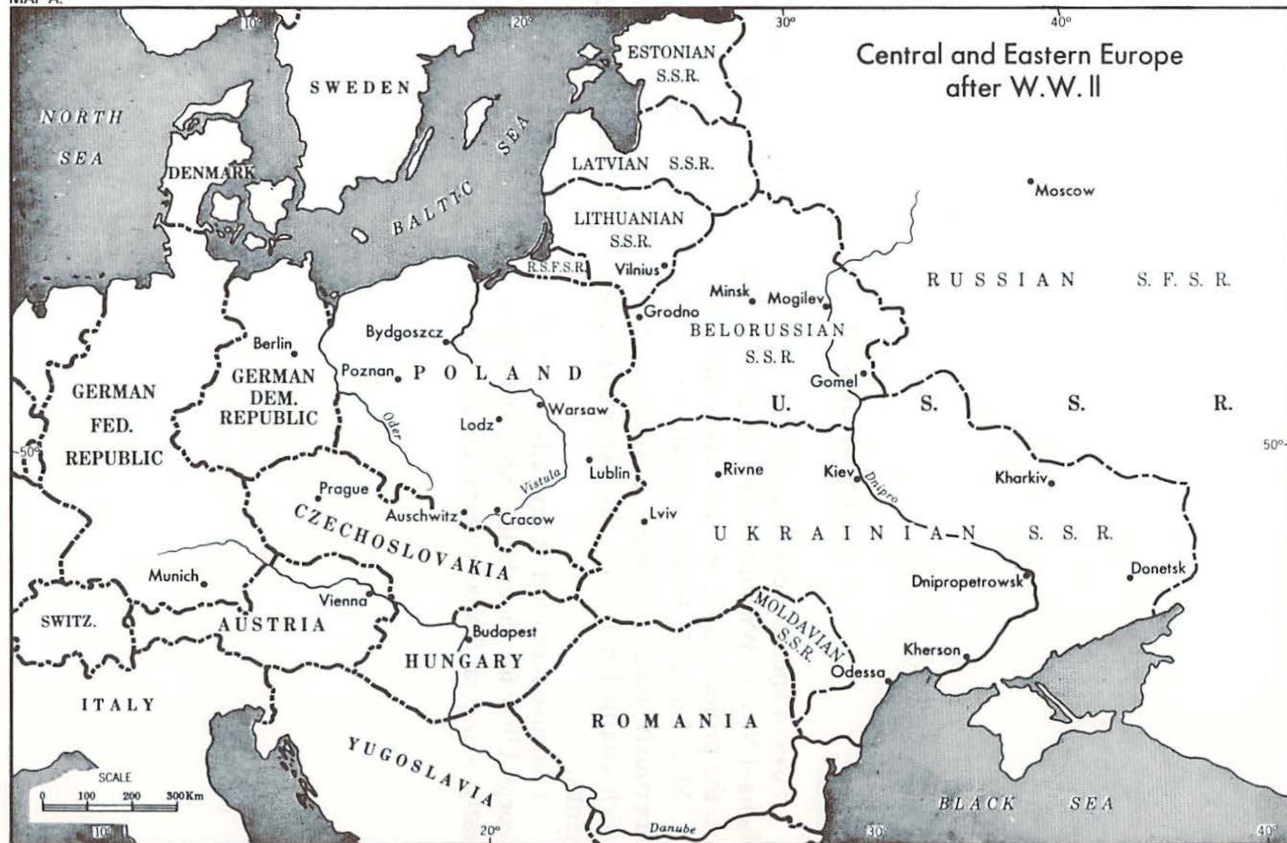 MAP A.
10°
20°
30°
40°
Central and Eastern Europe
after W.W. II
NORTH
SEA
SWEDEN
ESTONIAN
S.S.R.
DENMARK
BALTIC SEA
LATVIAN S.S.R.
LITHUANIAN
S.S.R.
R.S.F.S.R.
Vilnius
Moscow
RUSSIAN S.F.S.R.
Grodno
Minsk
Mogilev
BELORUSSIAN
S.S.R.
Gomel
U. S. S. R.
Berlin
Bydgoszcz
Poznan
POLAND
Warsaw
Lodz
Oder
Lublin
Vistula
GERMAN
FED.
REPUBLIC
GERMAN
DEM.
REPUBLIC
50°
50°
Prague
Auschwitz
Cracow
CZECHOSLOVAKIA
Lviv
Rivne
Kiev
Dnipro
Kharkiv
UKRAINIAN S.S.R.
Dnipropetrowsk
Donetsk
Munich
Vienna
SWITZ.
AUSTRIA
Budapest
HUNGARY
MOLDAVIAN
S.S.R.
Kherson
Odessa
ITALY
YUGOSLAVIA
ROMANIA
Danube
BLACK SEA
SCALE
0 100 200 300Km
10°
20°
30°
40°